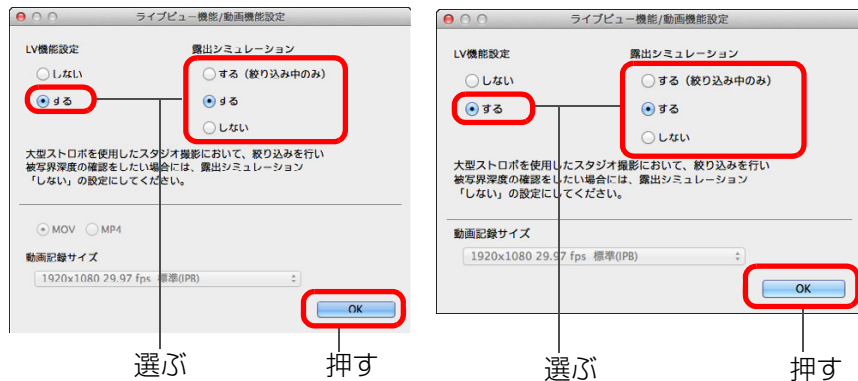 ライブビュー機能/動画機能設定
LV機能設定
露出シミュレーション
しない
する（絞り込み中のみ）
する
する
しない
大型ストロボを使用したスタジオ撮影において、絞り込みを行い
被写界深度の確認をしたい場合には、露出シミュレーション
「しない」の設定にしてください。
MOV MP4
動画記録サイズ
1920x1080 29.97 fps 標準(IPB)
OK
選ぶ
押す
ライブビュー機能/動画機能設定
LV機能設定
露出シミュレーション
しない
する（絞り込み中のみ）
する
する
しない
大型ストロボを使用したスタジオ撮影において、絞り込みを行い
被写界深度の確認をしたい場合には、露出シミュレーション
「しない」の設定にしてください。
動画記録サイズ
1920x1080 29.97 fps 標準(IPB)
OK
選ぶ
押す